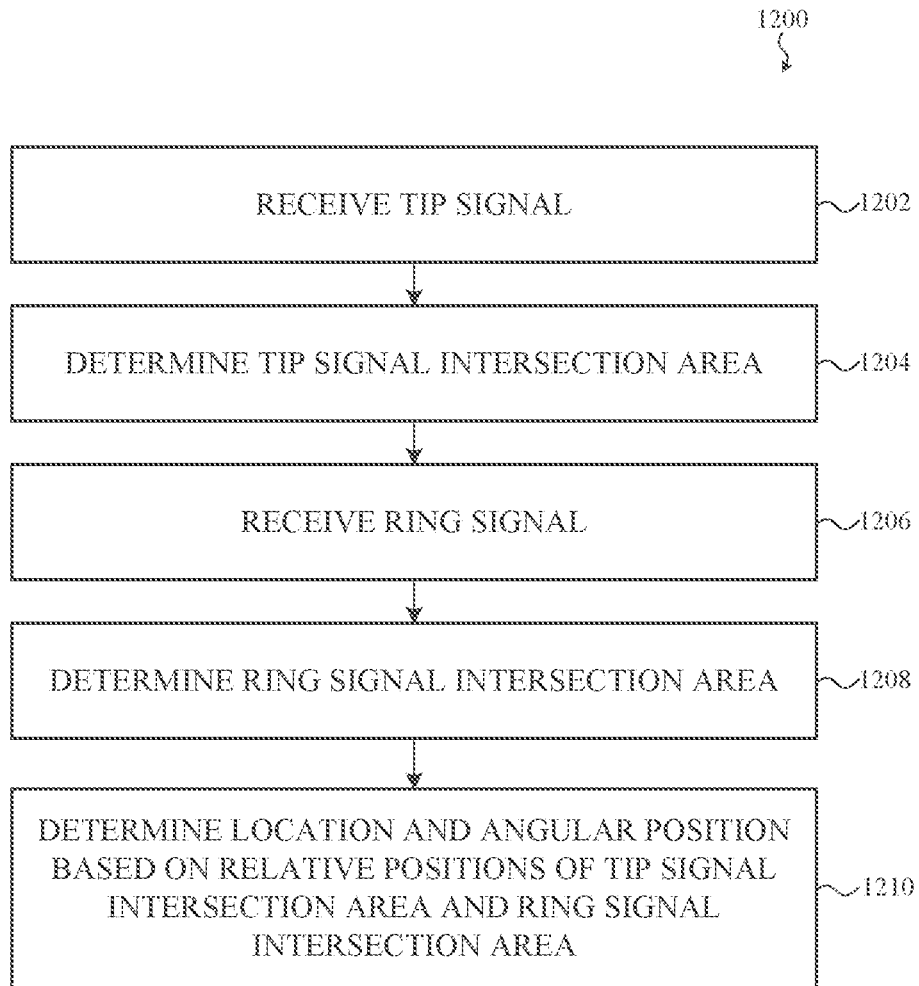 1200
RECEIVE TIP SIGNAL
1202
DETERMINE TIP SIGNAL INTERSECTION AREA
1204
RECEIVE RING SIGNAL
1206
DETERMINE RING SIGNAL INTERSECTION AREA
1208
DETERMINE LOCATION AND ANGULAR POSITION
BASED ON RELATIVE POSITIONS OF TIP SIGNAL
INTERSECTION AREA AND RING SIGNAL
INTERSECTION AREA
1210